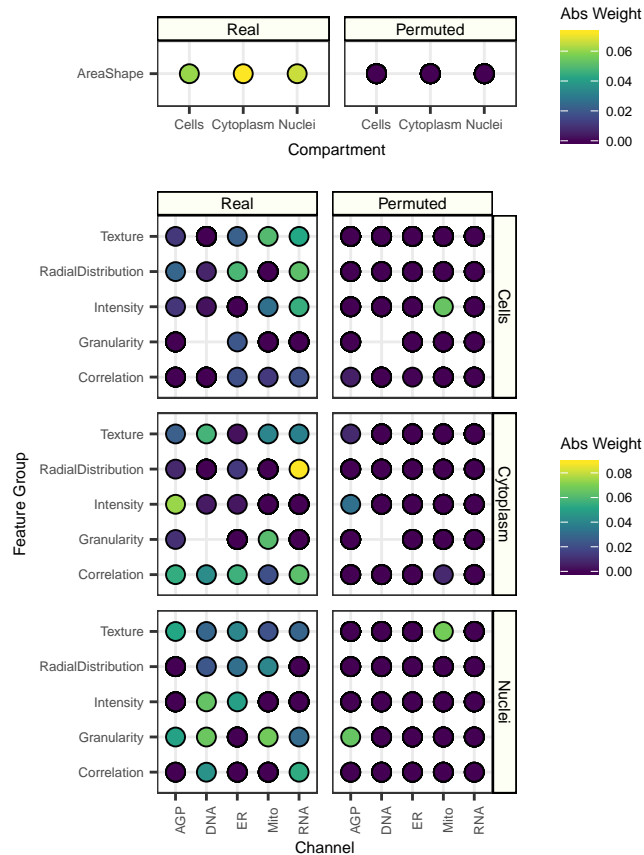 Real Permuted
AreaShape
Cells Cytoplasm Nuclei Cells Cytoplasm Nuclei
Compartment
Abs Weight
0.06
0.04
0.02
0.00
Real Permuted
Texture
RadialDistribution
Intensity
Granularity
Correlation
Cells
Texture
RadialDistribution
Intensity
Granularity
Correlation
Cytoplasm
Texture
RadialDistribution
Intensity
Granularity
Correlation
Nuclei
Feature Group
AGP DNA ER Mito RNA AGP DNA ER Mito RNA
Channel
Abs Weight
0.08
0.06
0.04
0.02
0.00